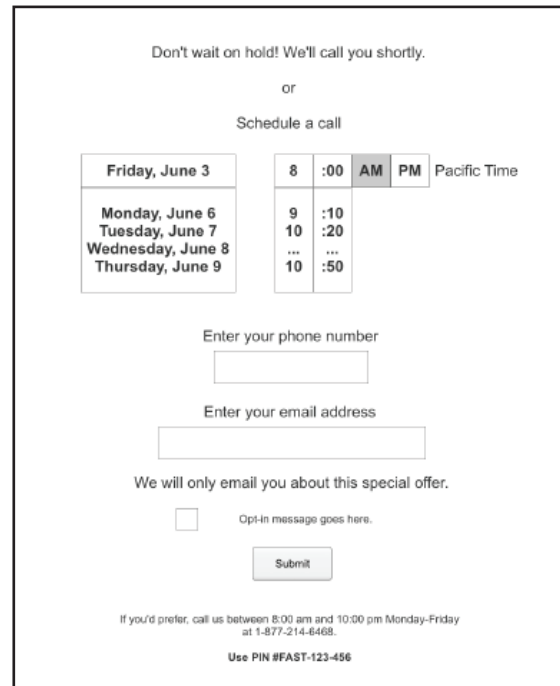 Don't wait on hold! We'll call you shortly.
or
Schedule a call
Friday, June 3 8 :00 AM PM Pacific Time
Monday, June 6 9 :10
Tuesday, June 7 10 :20
Wednesday, June 8 ... ...
Thursday, June 9 10 :50
Enter your phone number
Enter your email address
We will only email you about this special offer.
Opt-in message goes here.
Submit
If you'd prefer, call us between 8:00 am and 10:00 pm Monday-Friday
at 1-877-214-6468.
Use PIN #FAST-123-456